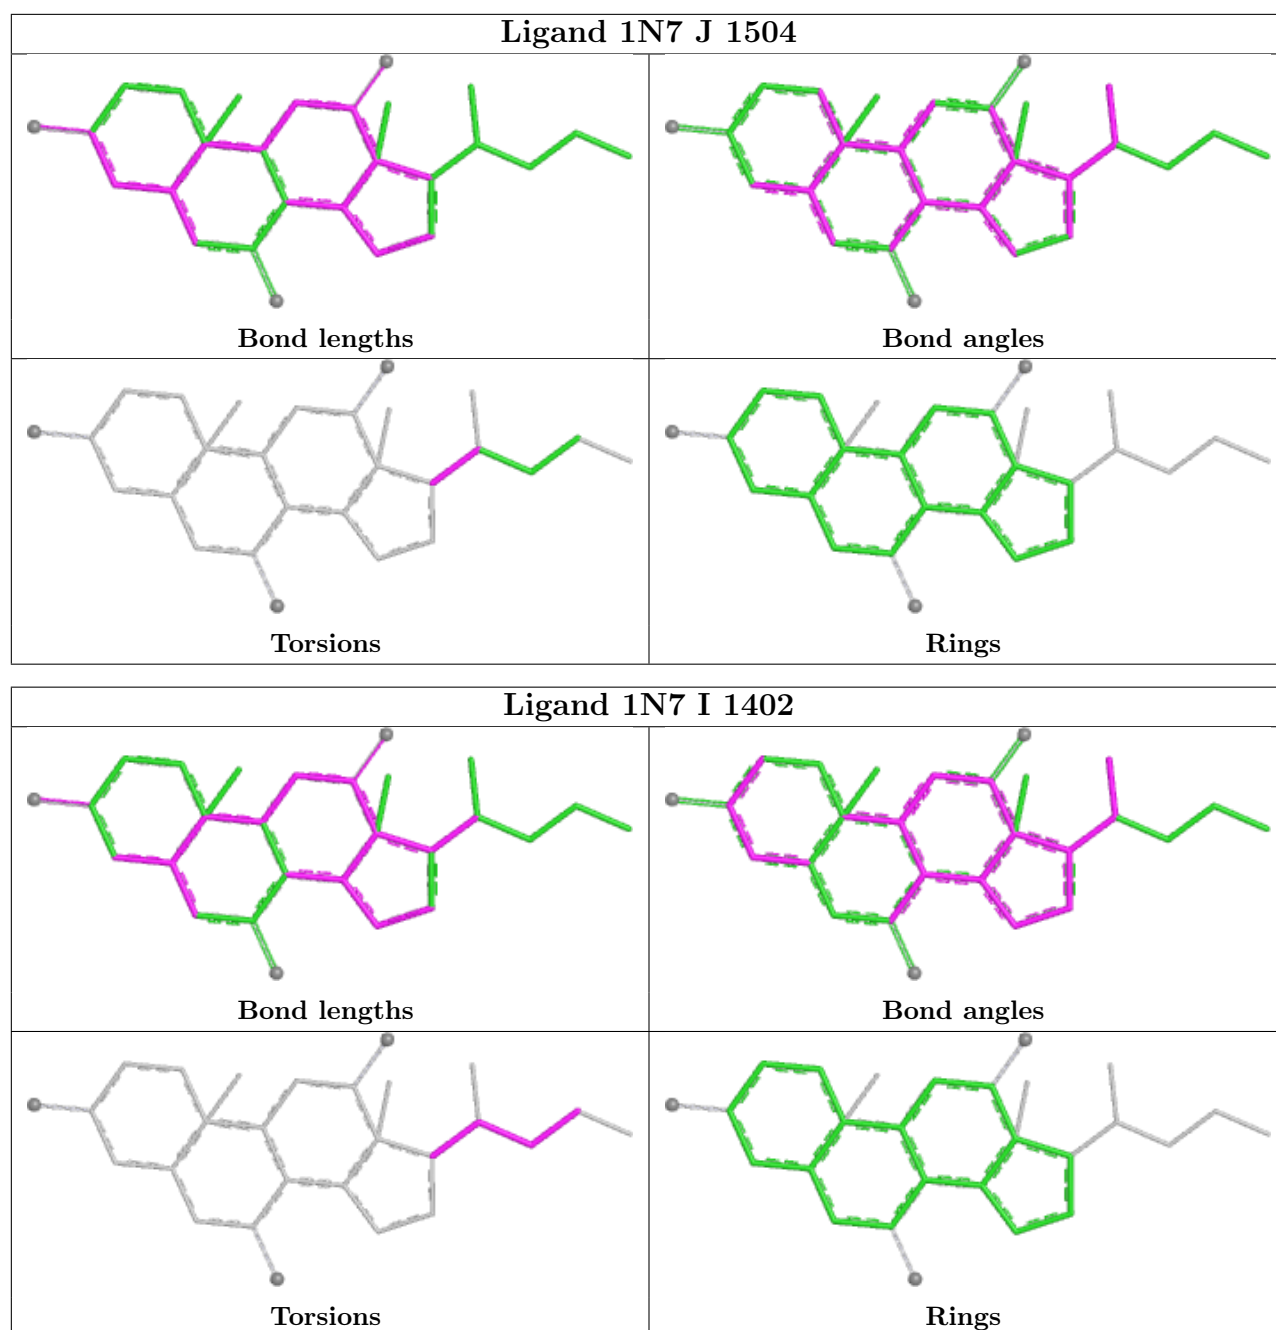 Ligand 1N7 J 1504
Bond lengths
Bond angles
Torsions
Rings
Ligand 1N7 I 1402
Bond lengths
Bond angles
Torsions
Rings